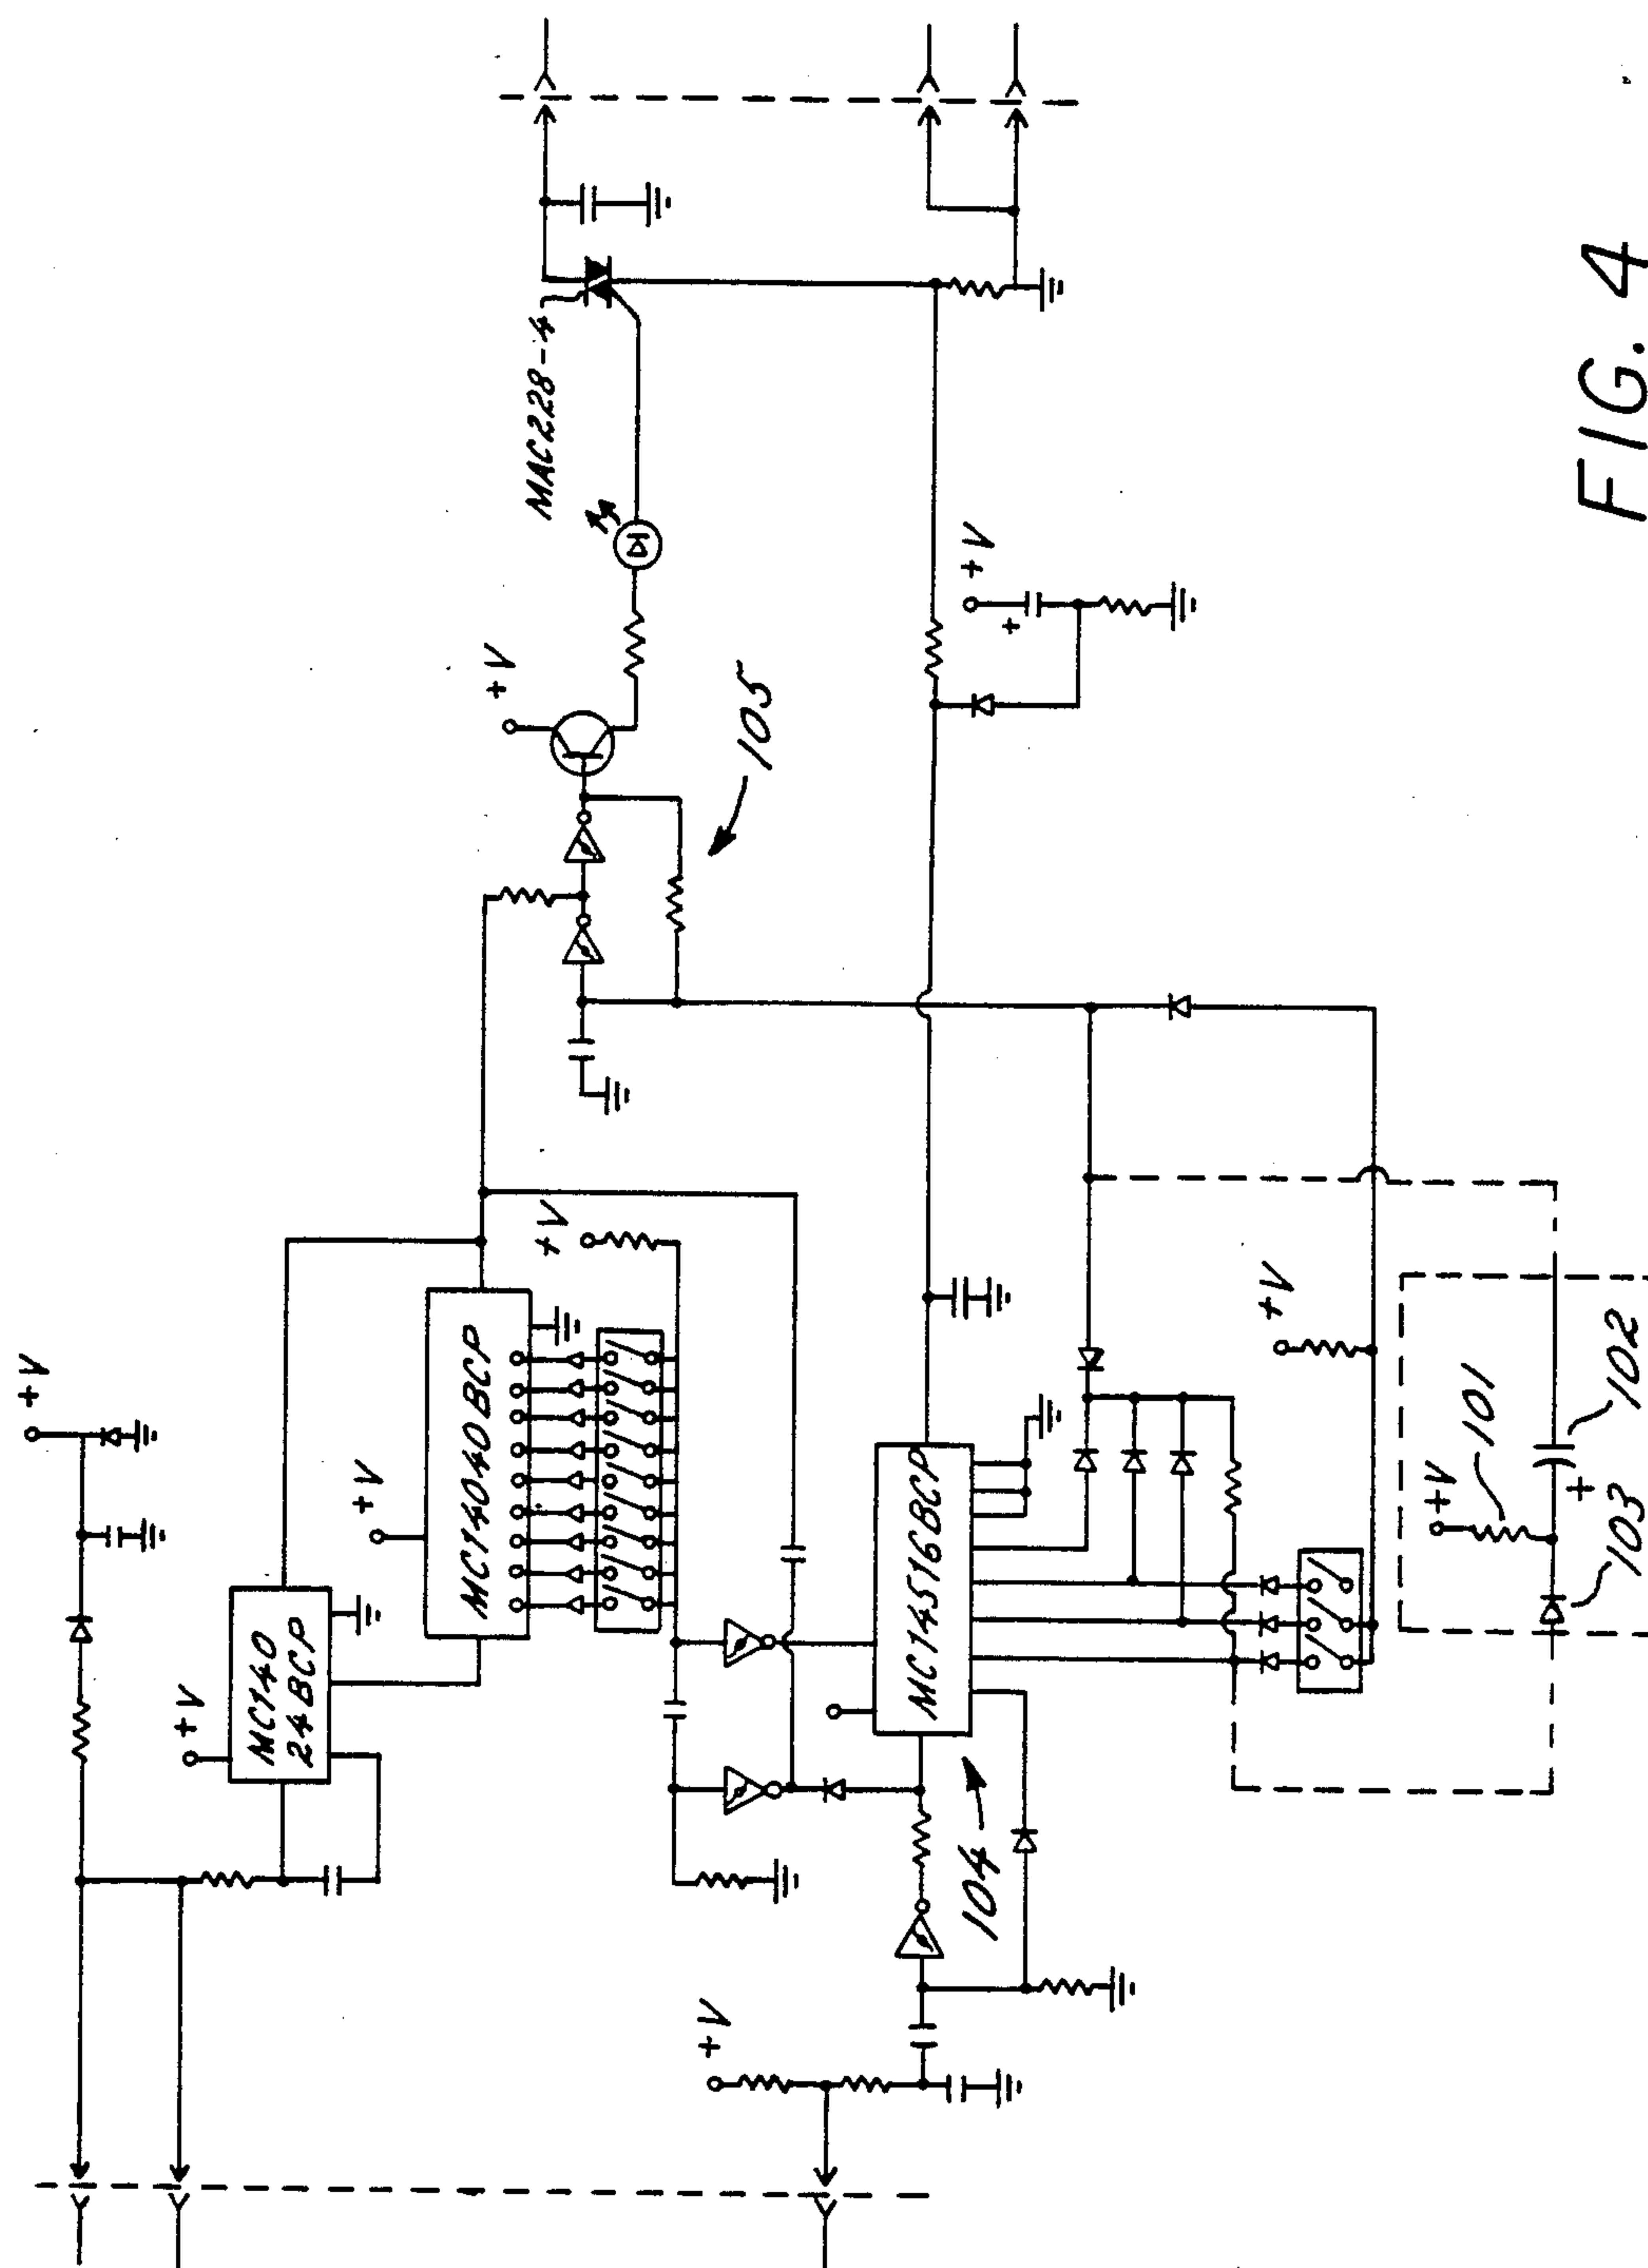 +V
+V
MC140
24BCP
+V
MC14040BCP
+V
+V
MAC228-4
105
+V
+
+V
MC14516BCP
104
+V
+V
101
102
+
103
FIG. 4